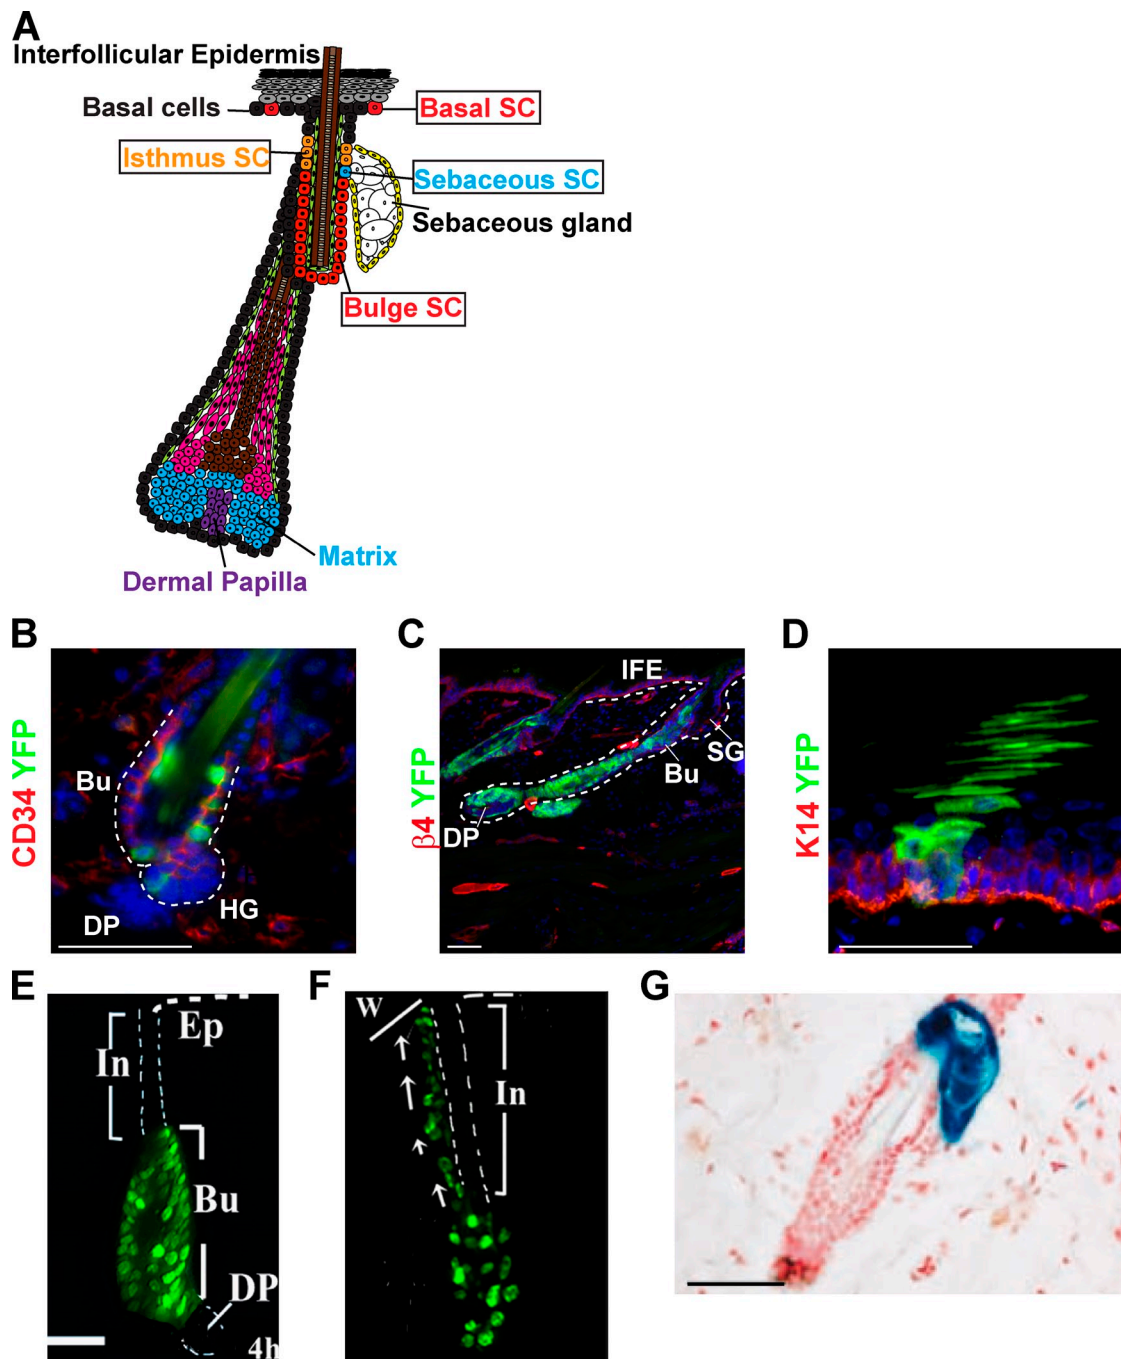 A
Interfollicular Epidermis
Basal cells
Basal SC
Isthmus SC
Sebaceous SC
Sebaceous gland
Bulge SC
Matrix
Dermal Papilla
B
CD34 YFP
Bu
DP
HG
C
β4 YFP
IFE
SG
Bu
DP
D
K14 YFP
E
Ep
In
Bu
DP
4h
F
W
In
G